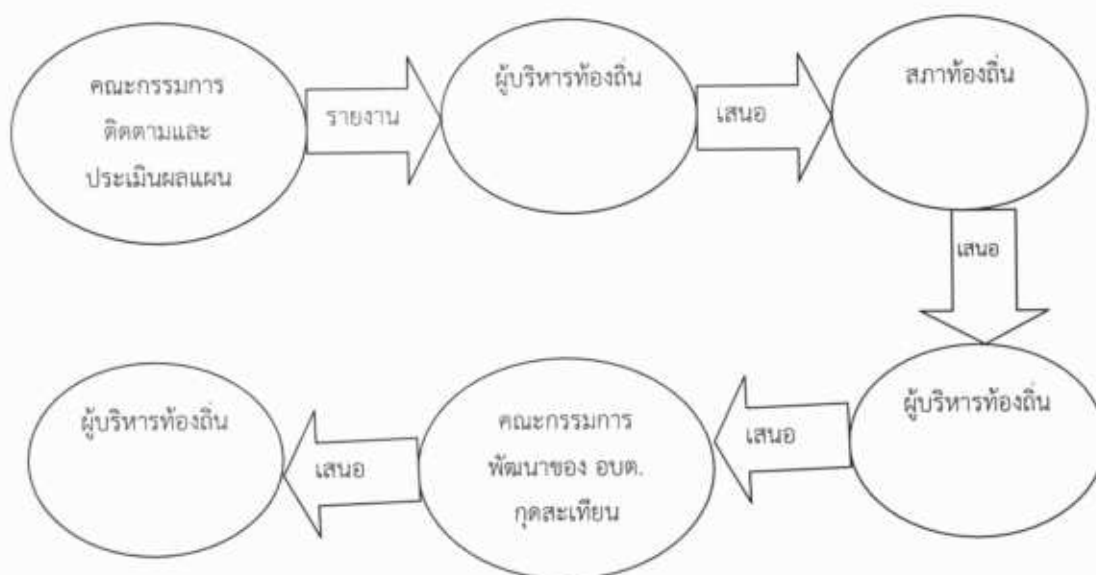 คณะกรรมการ
ติดตามและ
ประเมินผลแผน
รายงาน
ผู้บริหารท้องถิ่น
เสนอ
สภาท้องถิ่น
เสนอ
ผู้บริหารท้องถิ่น
เสนอ
คณะกรรมการ
พัฒนาของ อบต.
กุดสะเทียน
เสนอ
ผู้บริหารท้องถิ่น